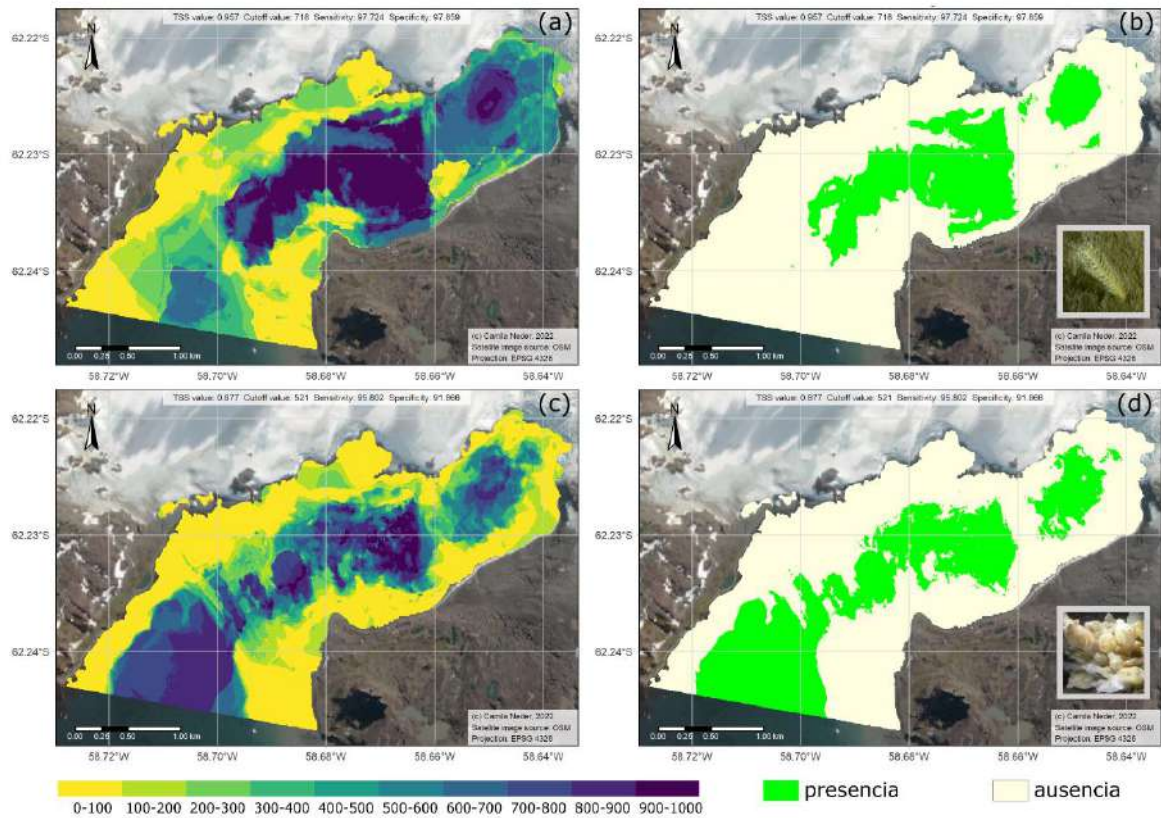 TSS value: 0.957 Cutoff value: 718 Sensitivity: 97.724 Specificity: 97.859
(a)
62.22°S
N
62.23°S
62.24°S
0.00 0.25 0.50 1.00 km
(c) Camila Neder, 2022
Satellite image source: OSM
Projection: EPSG 4326
58.72°W 58.70°W 58.68°W 58.66°W 58.64°W
TSS value: 0.957 Cutoff value: 718 Sensitivity: 97.724 Specificity: 97.859
(b)
62.22°S
N
62.23°S
62.24°S
0.00 0.25 0.50 1.00 km
(c) Camila Neder, 2022
Satellite image source: OSM
Projection: EPSG 4326
58.72°W 58.70°W 58.68°W 58.66°W 58.64°W
TSS value: 0.877 Cutoff value: 521 Sensitivity: 95.802 Specificity: 91.968
(c)
62.22°S
N
62.23°S
62.24°S
0.00 0.25 0.50 1.00 km
(c) Camila Neder, 2022
Satellite image source: OSM
Projection: EPSG 4326
58.72°W 58.70°W 58.68°W 58.66°W 58.64°W
TSS value: 0.877 Cutoff value: 521 Sensitivity: 95.802 Specificity: 91.968
(d)
62.22°S
N
62.23°S
62.24°S
0.00 0.25 0.50 1.00 km
(c) Camila Neder, 2022
Satellite image source: OSM
Projection: EPSG 4326
58.72°W 58.70°W 58.68°W 58.66°W 58.64°W
0-100 100-200 200-300 300-400 400-500 500-600 600-700 700-800 800-900 900-1000
presencia ausencia